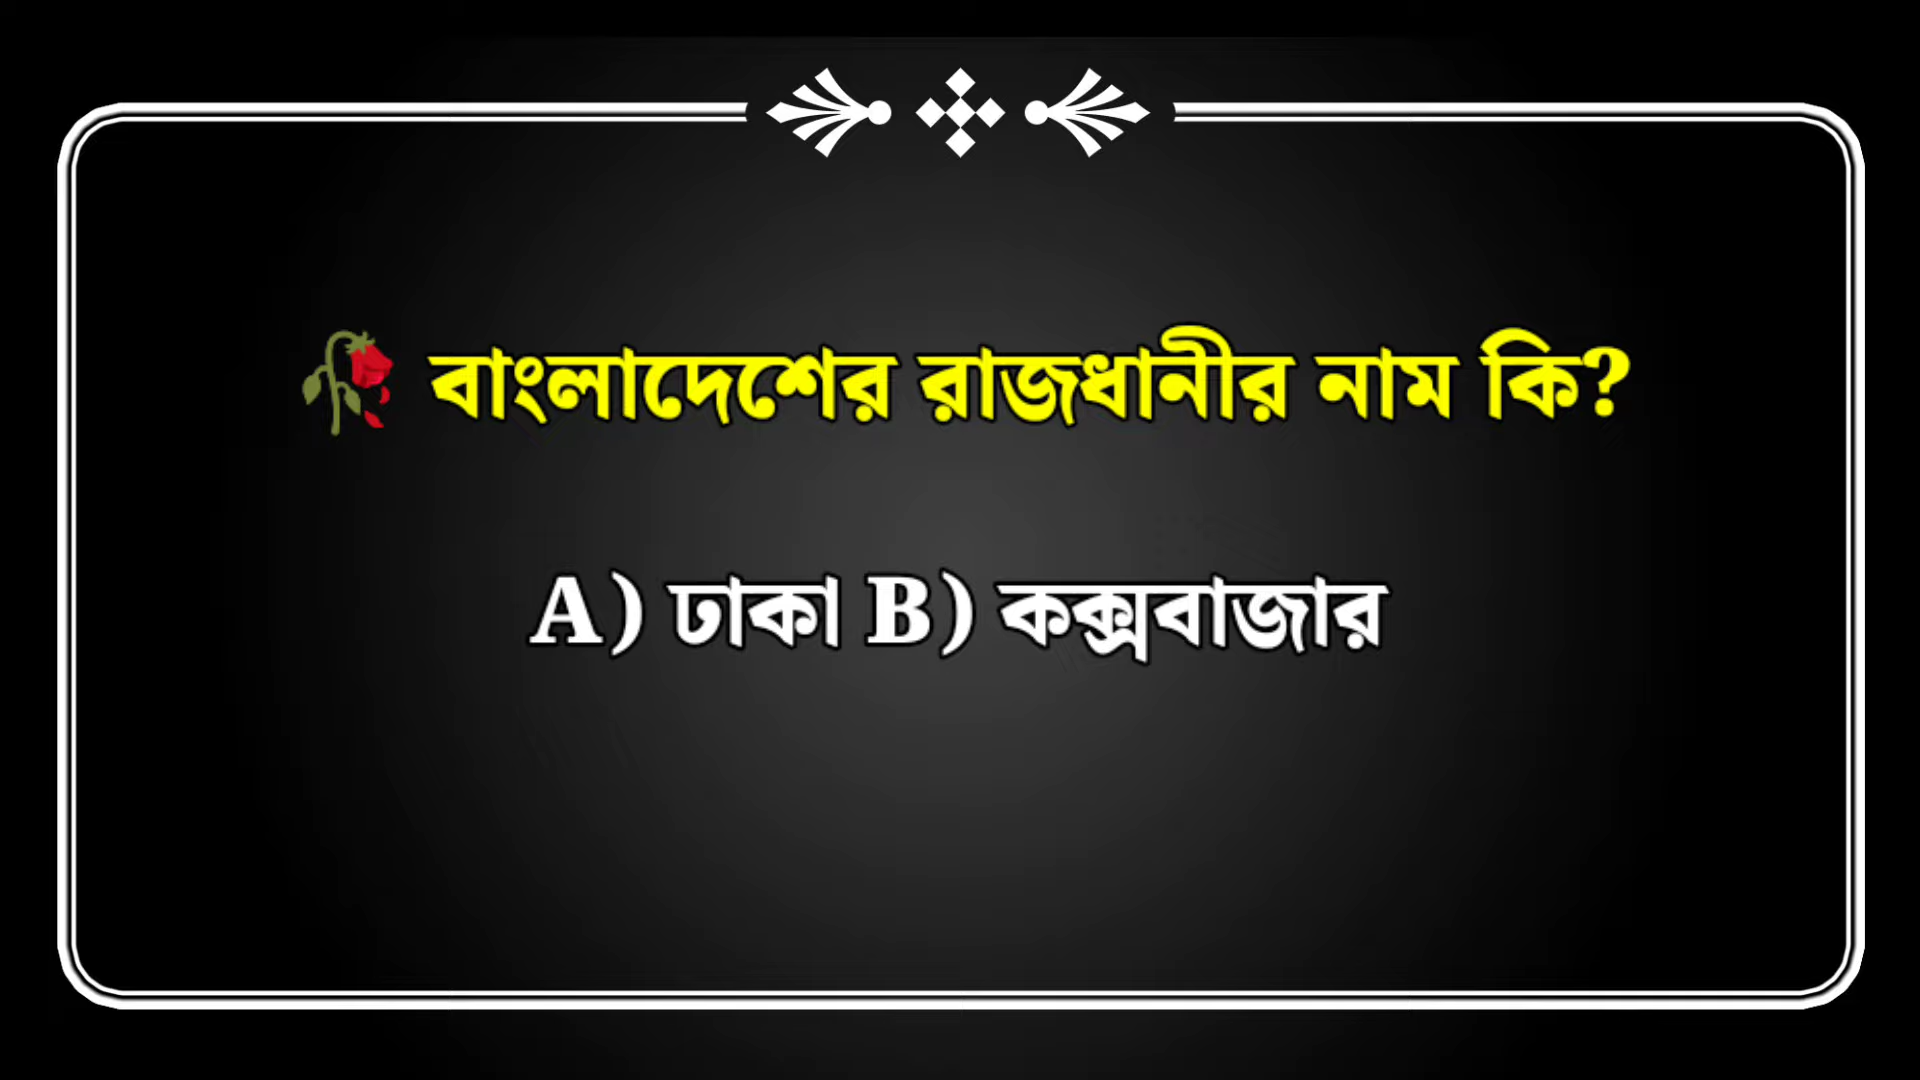 🥀 বাংলাদেশের রাজধানীর নাম কি?
A) ঢাকা B) কক্সবাজার